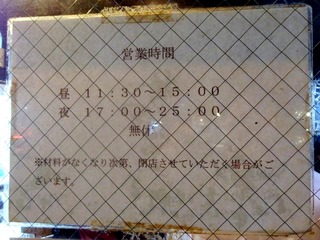 営業時間
昼 11:30～15:00
夜 17:00～25:00
無休
※材料がなくなり次第、閉店させていただく場合がご
ざいます。